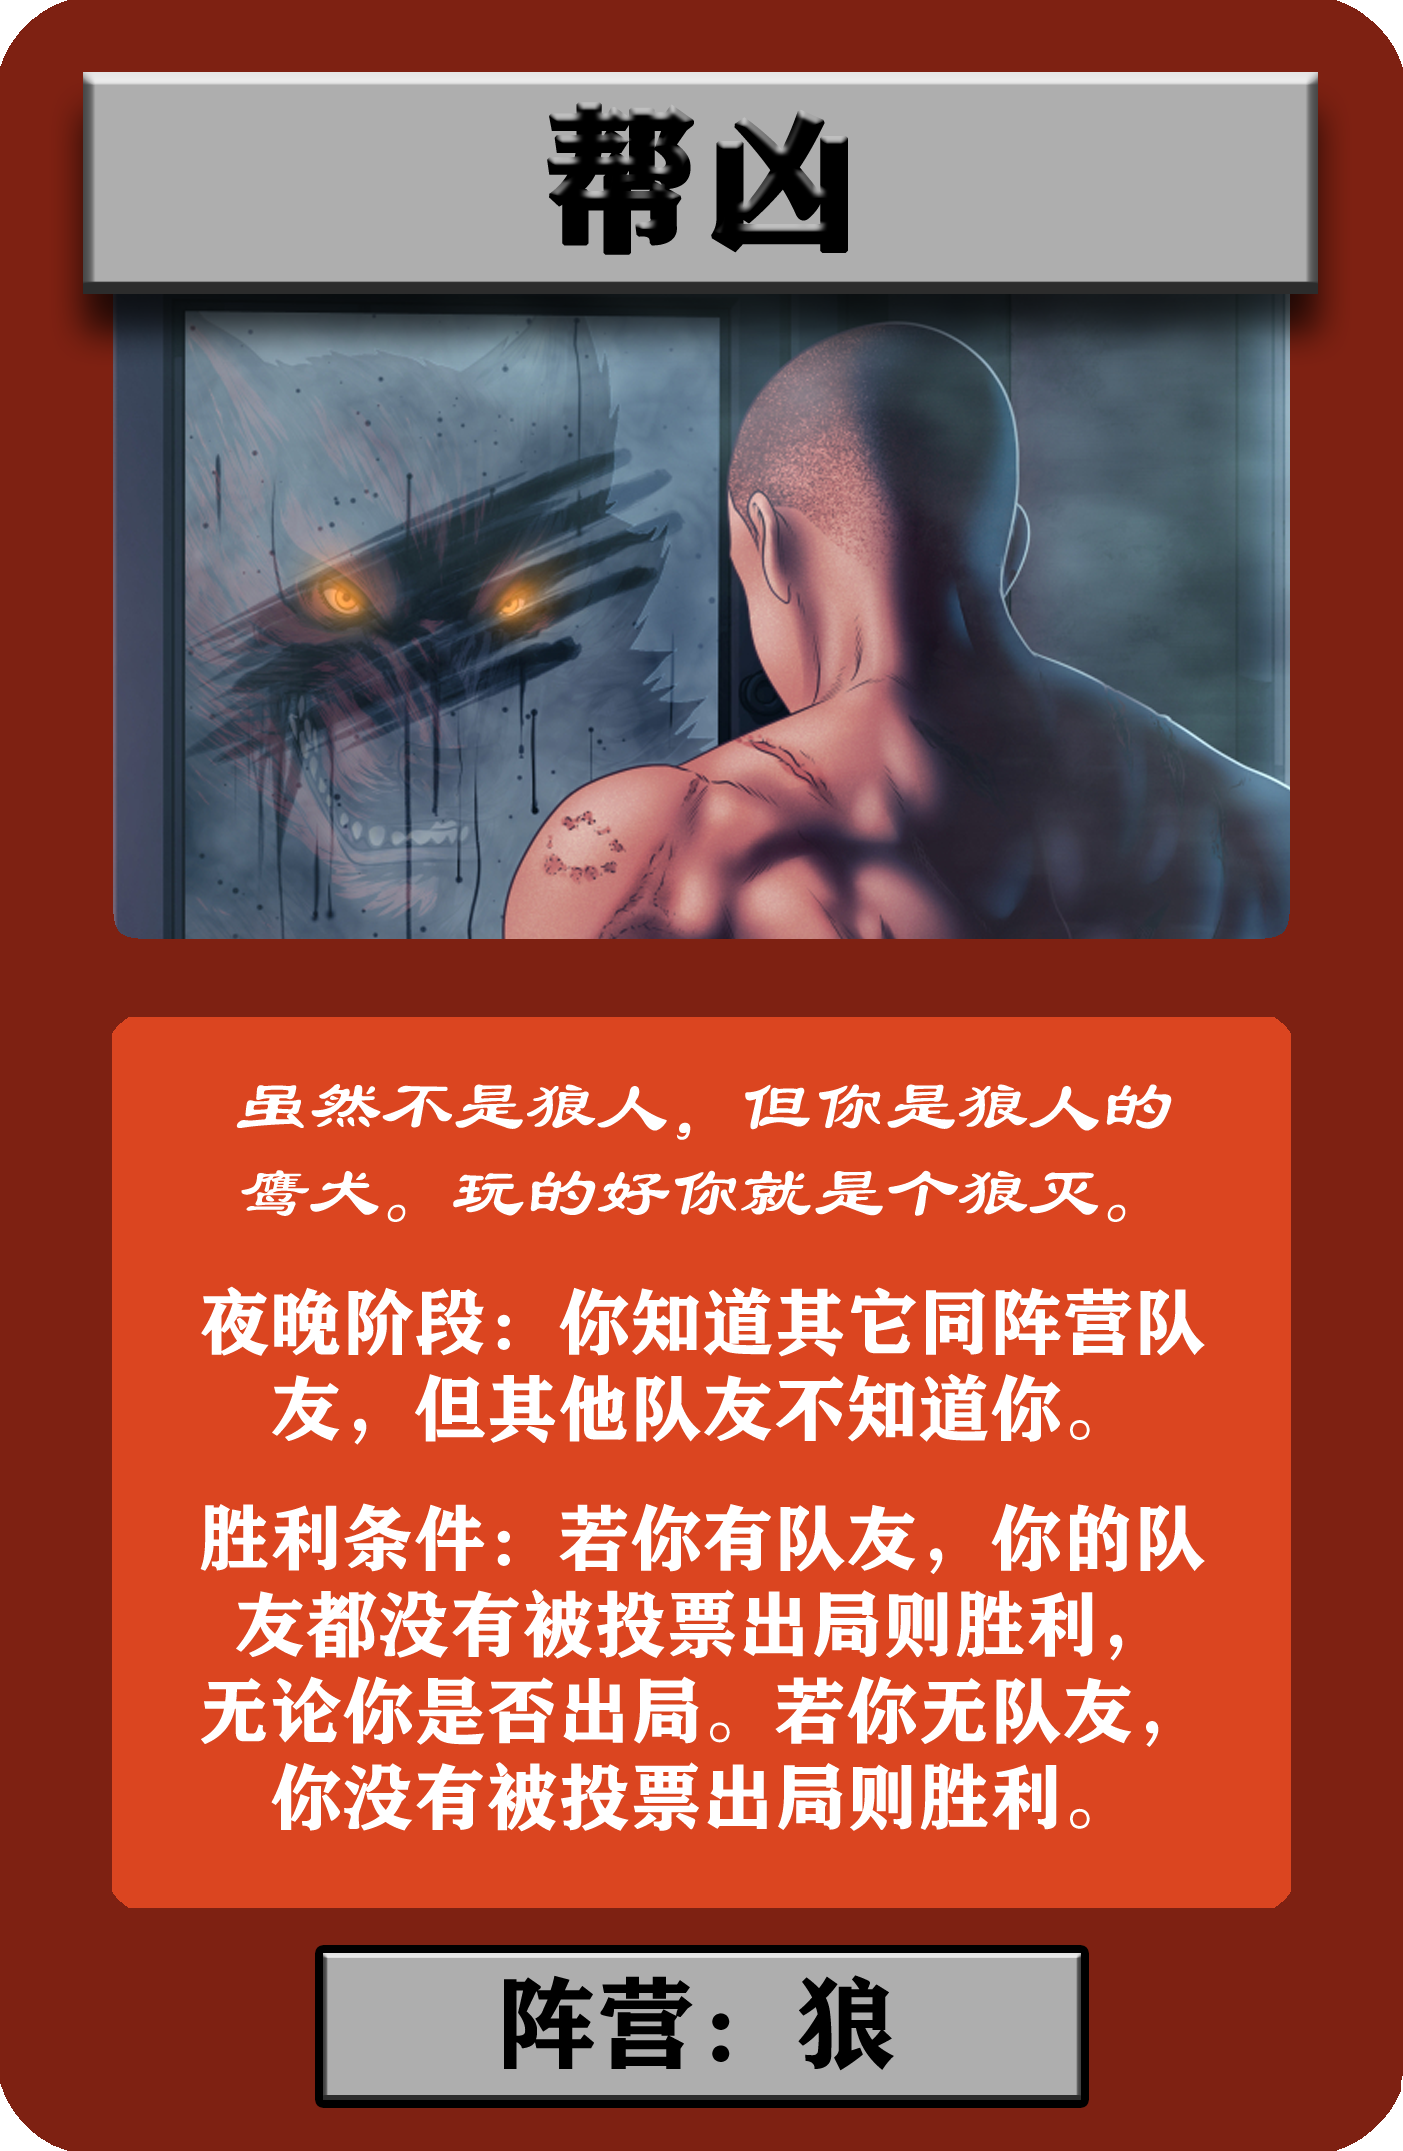 帮凶
虽然不是狼人，但你是狼人的
鹰犬。玩的好你就是个狼灭。
夜晚阶段：你知道其它同阵营队
友，但其他队友不知道你。
胜利条件：若你有队友，你的队
友都没有被投票出局则胜利，
无论你是否出局。若你无队友，
你没有被投票出局则胜利。
阵营：狼